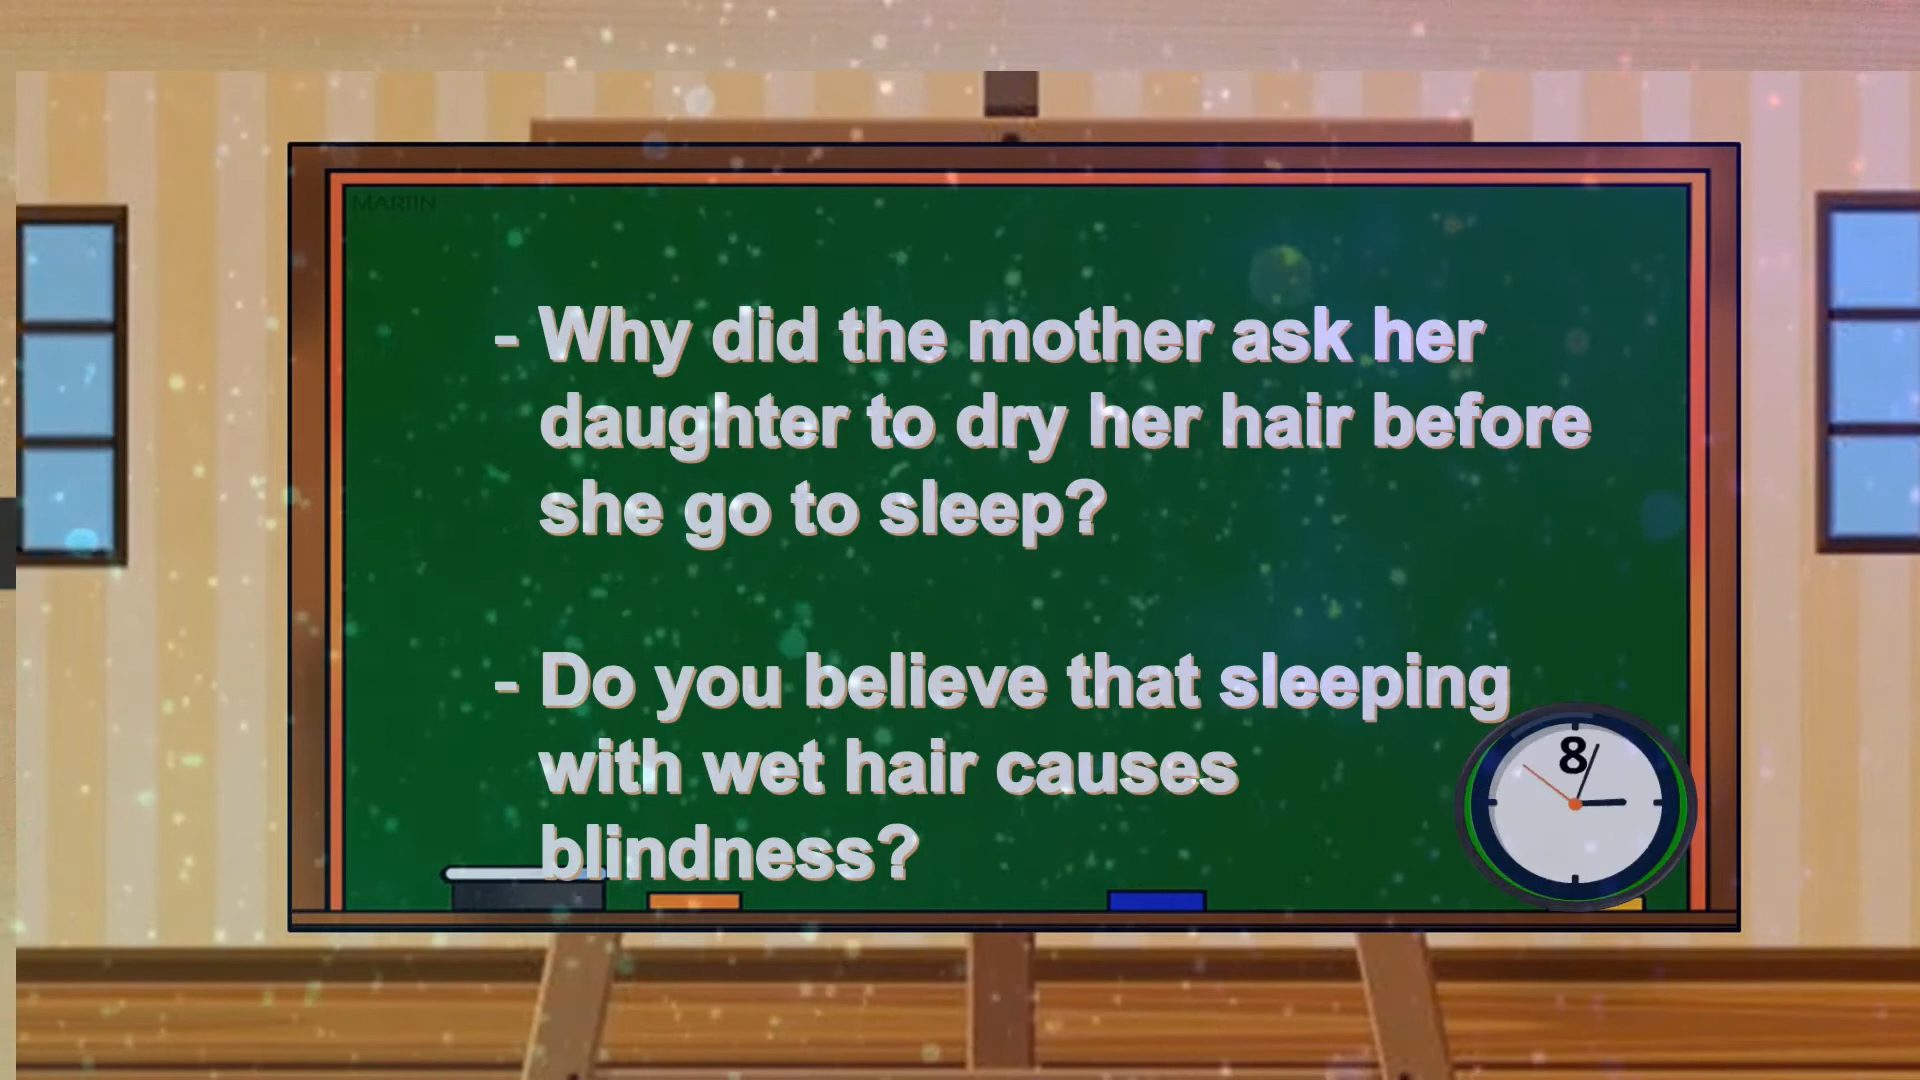 MARTIN
- Why did the mother ask her
daughter to dry her hair before
she go to sleep?
- Do you believe that sleeping
with wet hair causes
blindness?
8